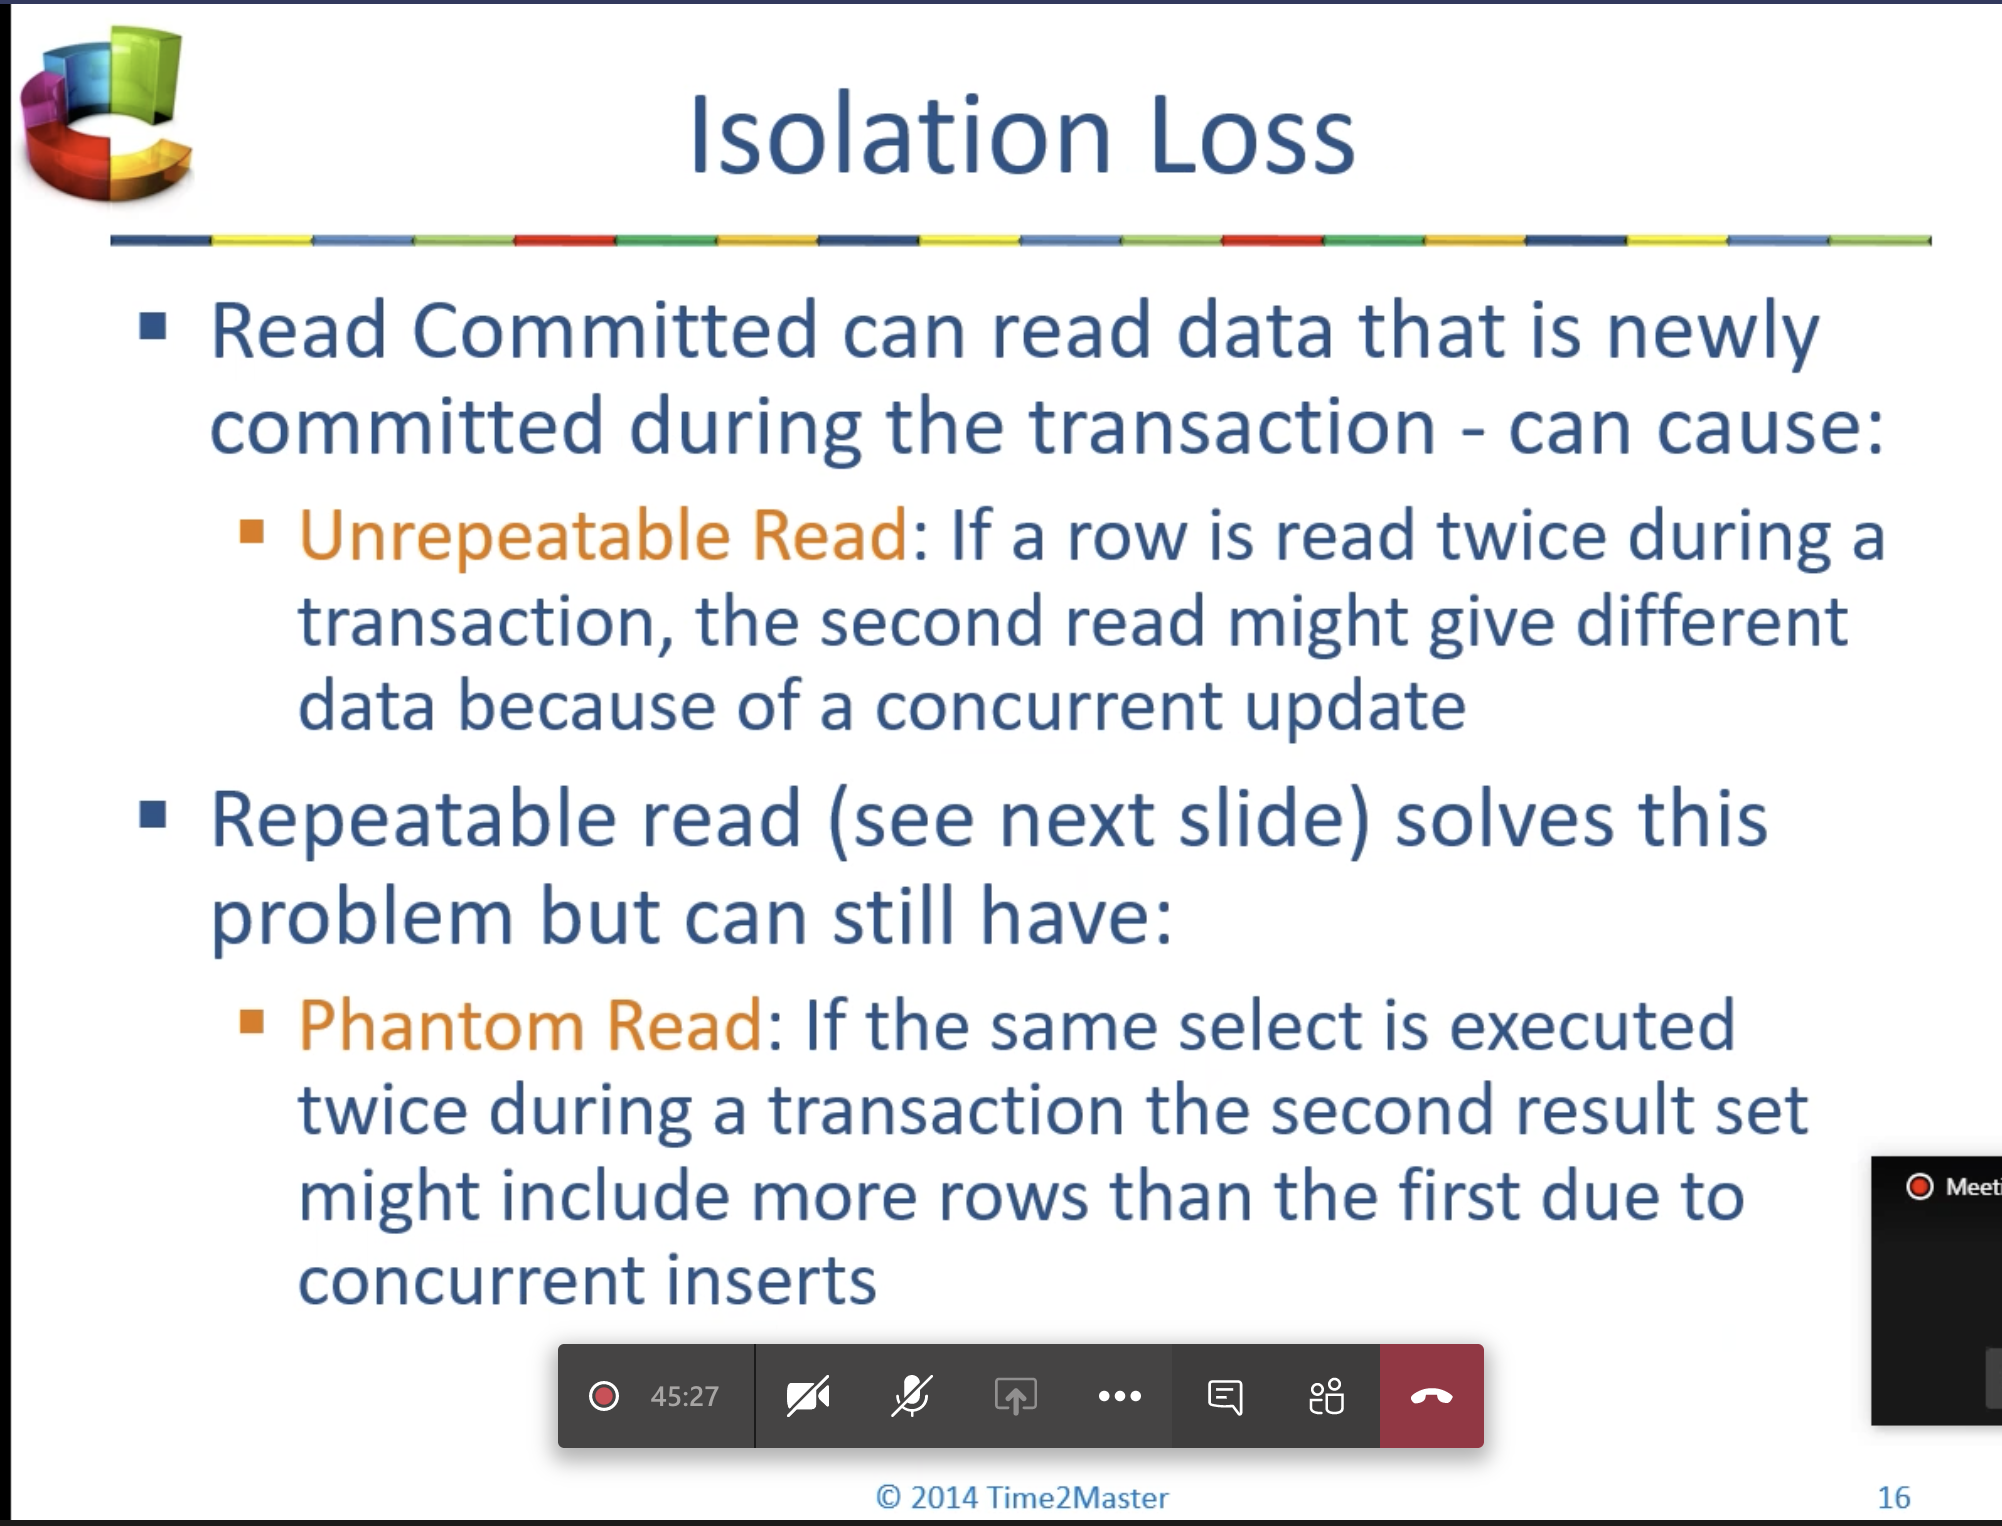 Isolation Loss
Read Committed can read data that is newly
committed during the transaction - can cause:
Unrepeatable Read: If a row is read twice during a
transaction, the second read might give different
data because of a concurrent update
Repeatable read (see next slide) solves this
problem but can still have:
Phantom Read: If the same select is executed
twice during a transaction the second result set
might include more rows than the first due to
concurrent inserts
Meeti
45:27
© 2014 Time2Master
16